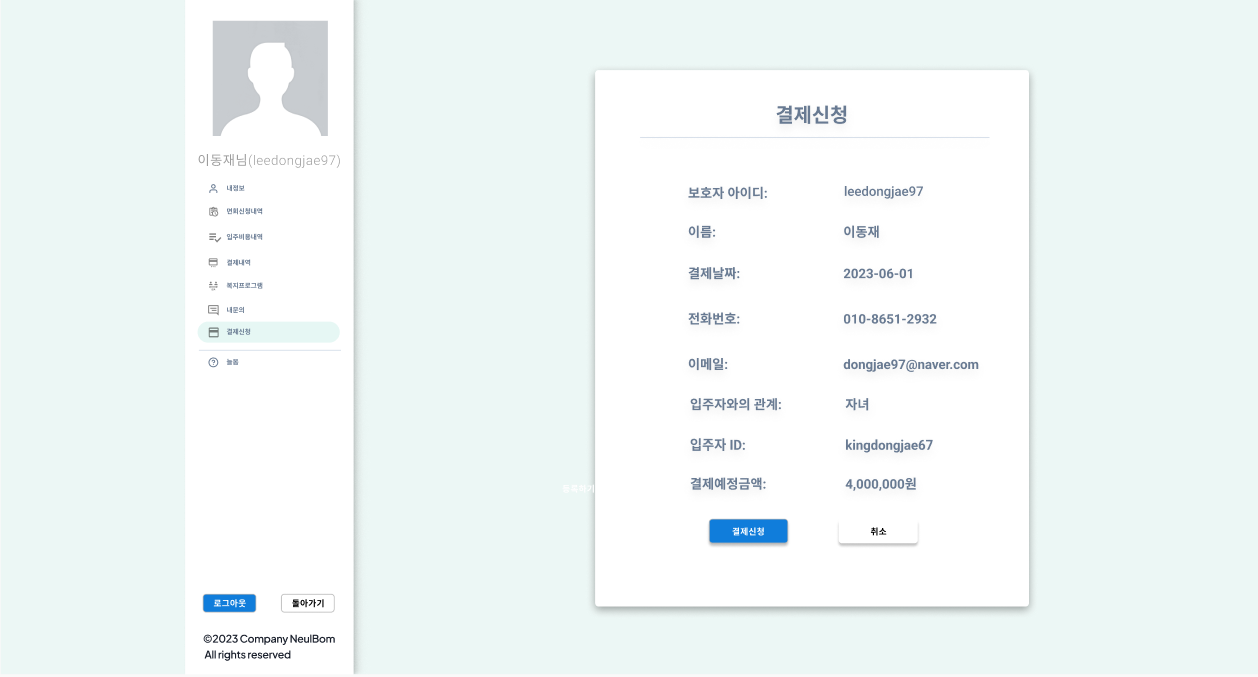 이동재님(leedongjae97)
내정보
면회신청내역
입주비용내역
결제내역
복지프로그램
내문의
결제신청
늘봄
로그아웃
돌아가기
©2023 Company NeulBom
All rights reserved
결제신청
보호자 아이디: leedongjae97
이름: 이동재
결제날짜: 2023-06-01
전화번호: 010-8651-2932
이메일: dongjae97@naver.com
입주자와의 관계: 자녀
입주자 ID: kingdongjae67
결제예정금액: 4,000,000원
결제신청
취소